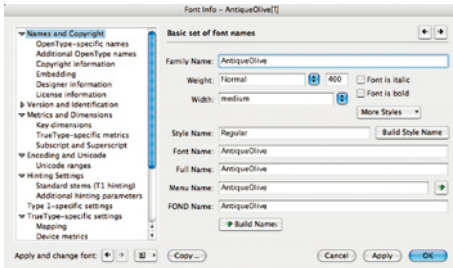 Font Info - AntiqueOlive[T]
Names and Copyright
OpenType-specific names
Additional OpenType names
Copyright information
Embedding
Designer information
License information
Version and Identification
Metrics and Dimensions
Key dimensions
TrueType-specific metrics
Subscript and Superscript
Encoding and Unicode
Unicode ranges
Hinting Settings
Standard stems (T1 hinting)
Additional hinting parameters
Type 1-specific settings
TrueType-specific settings
Mapping
Device metrics
Basic set of font names
Family Name: AntiqueOlive
Weight: Normal 400 Font is italic
Font is bold
Width: medium
More Styles
Style Name: Regular Build Style Name
Font Name: AntiqueOlive
Full Name: AntiqueOlive
Menu Name: AntiqueOlive
FOND Name: AntiqueOlive
Build Names
Apply and change font: Copy... Cancel Apply OK